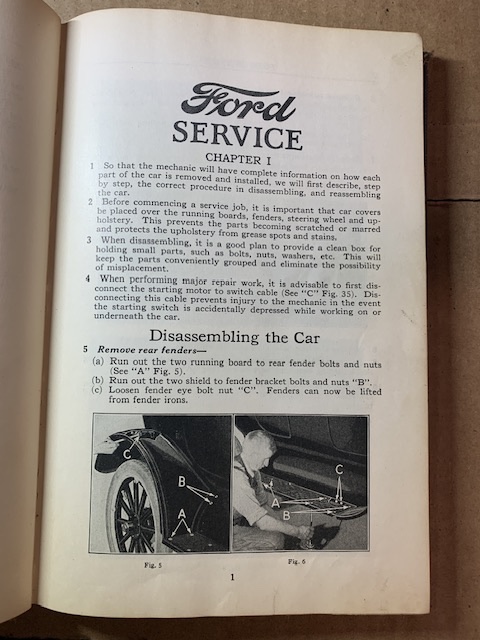 Ford
SERVICE
CHAPTER I
1 So that the mechanic will have complete information on how each
part of the car is removed and installed, we will first describe, step
by step, the correct procedure in disassembling, and reassembling
the car.
2 Before commencing a service job, it is important that car covers
be placed over the running boards, fenders, steering wheel and up-
holstery. This prevents the parts becoming scratched or marred
and protects the upholstery from grease spots and stains.
3 When disassembling, it is a good plan to provide a clean box for
holding small parts, such as bolts, nuts, washers, etc. This will
keep the parts conveniently grouped and eliminate the possibility
of misplacement.
4 When performing major repair work, it is advisable to first dis-
connect the starting motor to switch cable (See "C" Fig. 35). Dis-
connecting this cable prevents injury to the mechanic in the event
the starting switch is accidentally depressed while working on or
underneath the car.
Disassembling the Car
5 Remove rear fenders—
(a) Run out the two running board to rear fender bolts and nuts
(See "A" Fig. 5).
(b) Run out the two shield to fender bracket bolts and nuts "B".
(c) Loosen fender eye bolt nut "C". Fenders can now be lifted
from fender irons.
C
B
A
C
A
B
Fig. 5
Fig. 6
1